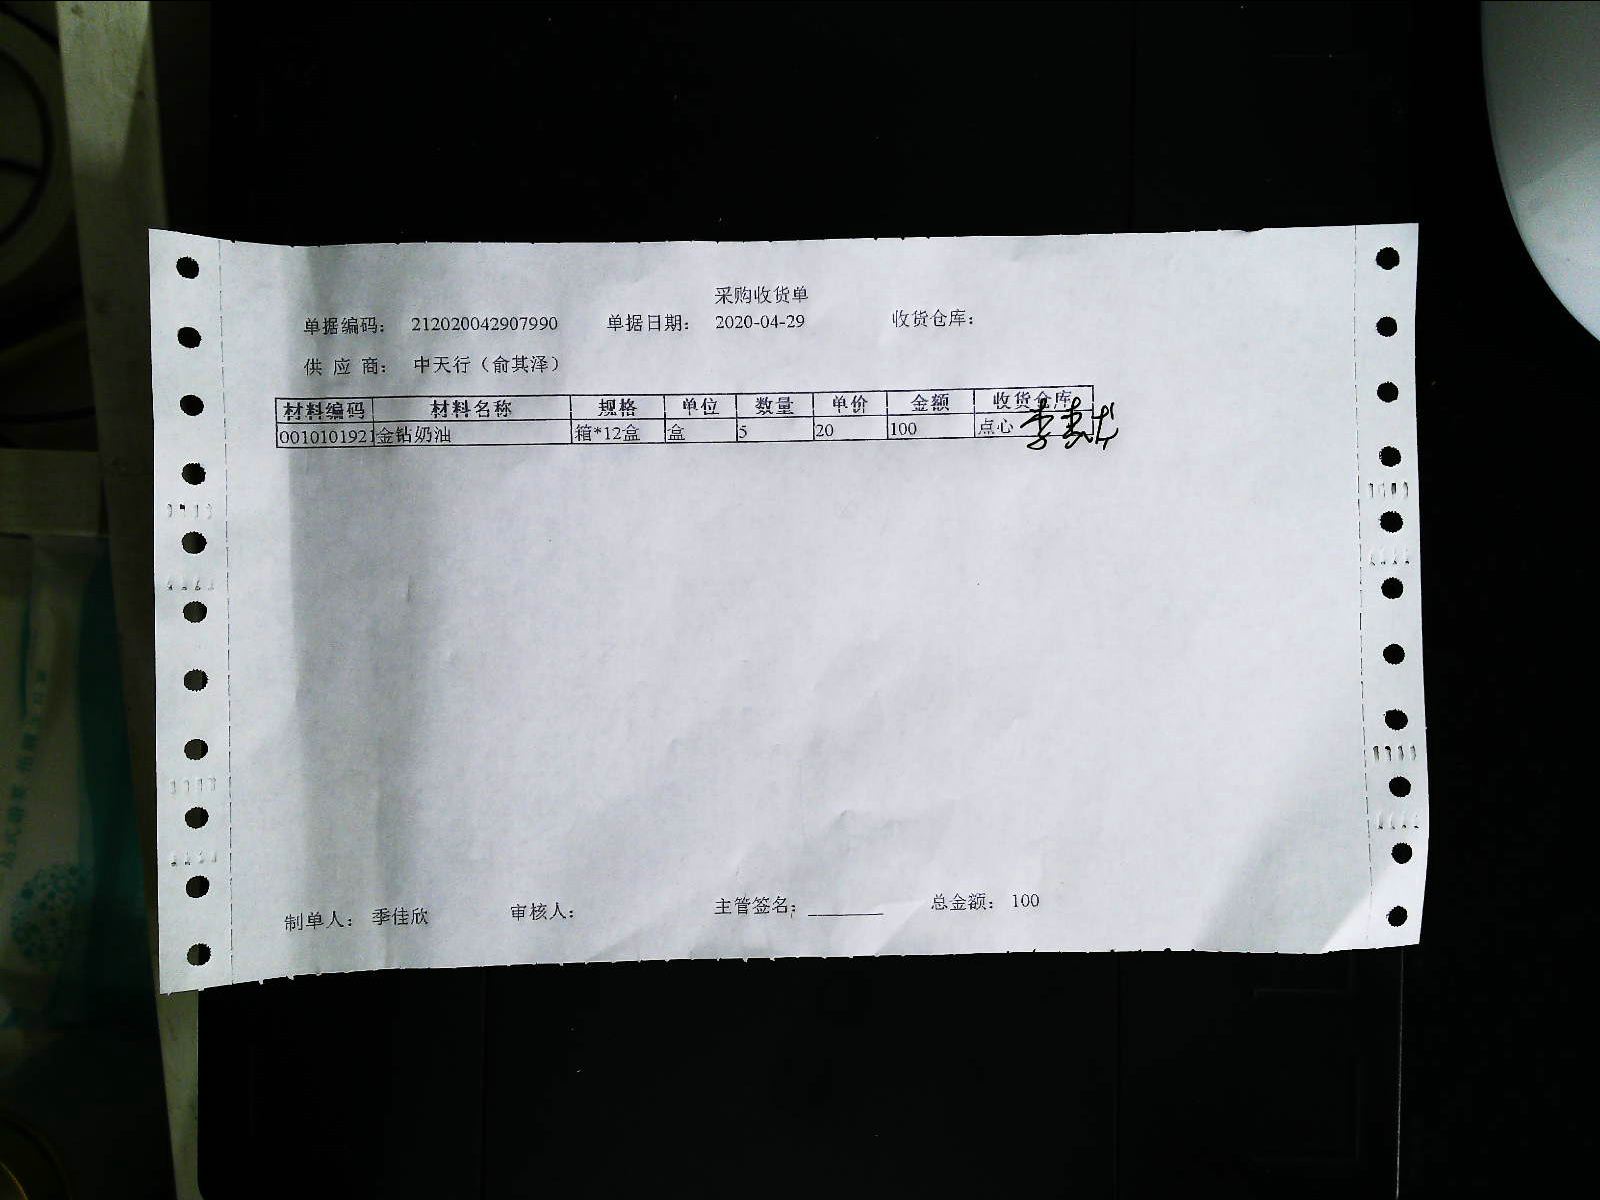 采购收货单
单据编码： 212020042907990 单据日期： 2020-04-29 收货仓库：
供 应 商： 中天行（俞其泽）
材料编码 材料名称 规格 单位 数量 单价 金额 收货仓库
0010101921 金钻奶油 箱*12盒 盒 5 20 100 点心
制单人： 季佳欣 审核人： 主管签名：________ 总金额： 100